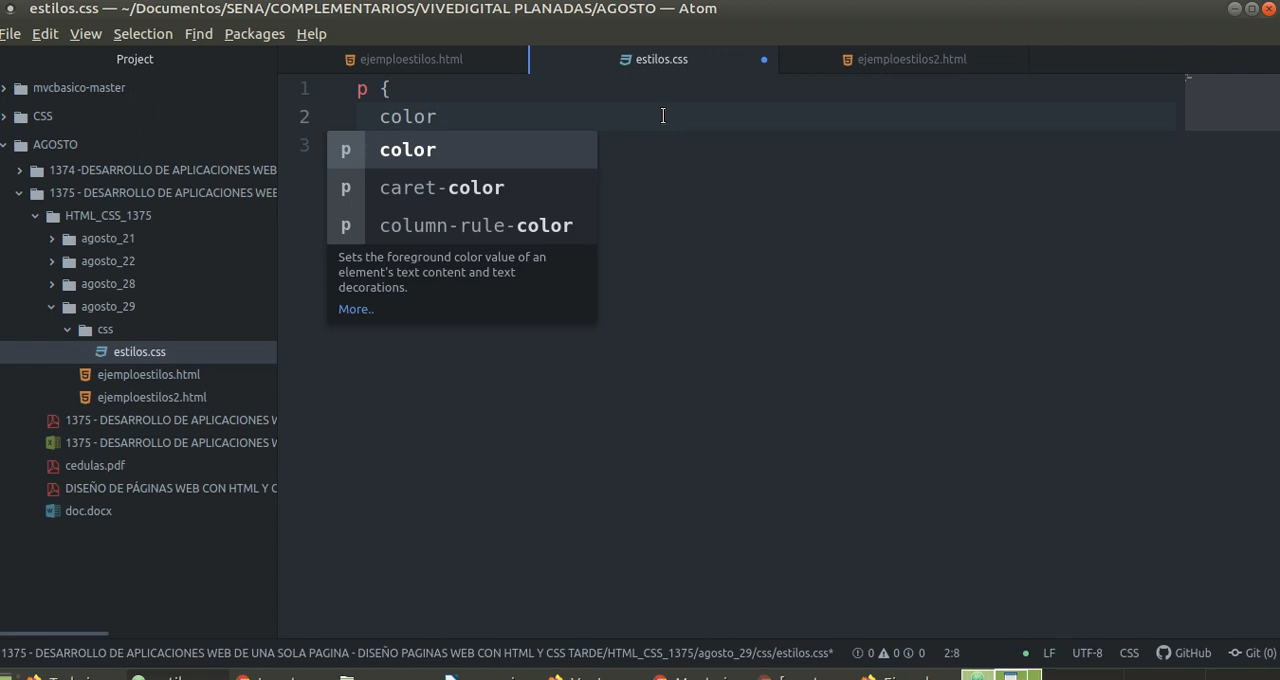 estilos.css — ~/Documentos/SENA/COMPLEMENTARIOS/VIVEDIGITAL PLANADAS/AGOSTO — Atom
File Edit View Selection Find Packages Help
Project
ejemploestilos.html
estilos.css
ejemploestilos2.html
mvcbasico-master
CSS
AGOSTO
1374 -DESARROLLO DE APLICACIONES WEB
1375 - DESARROLLO DE APLICACIONES WEB
HTML_CSS_1375
agosto_21
agosto_22
agosto_28
agosto_29
css
estilos.css
ejemploestilos.html
ejemploestilos2.html
1375 - DESARROLLO DE APLICACIONES W
1375 - DESARROLLO DE APLICACIONES W
cedulas.pdf
DISEÑO DE PÁGINAS WEB CON HTML Y C
doc.docx
1 p {
2 color
3
p color
p caret-color
p column-rule-color
Sets the foreground color value of an
element's text content and text
decorations.
More..
1375 - DESARROLLO DE APLICACIONES WEB DE UNA SOLA PAGINA - DISEÑO PAGINAS WEB CON HTML Y CSS TARDE/HTML_CSS_1375/agosto_29/css/estilos.css* 0 0 0 2:8 LF UTF-8 CSS GitHub Git (0)